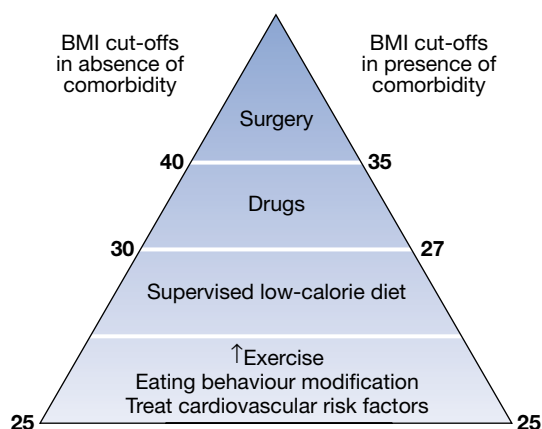 BMI cut-offs
in absence of
comorbidity
BMI cut-offs
in presence of
comorbidity
Surgery
40
35
Drugs
30
27
Supervised low-calorie diet
↑Exercise
Eating behaviour modification
Treat cardiovascular risk factors
25
25